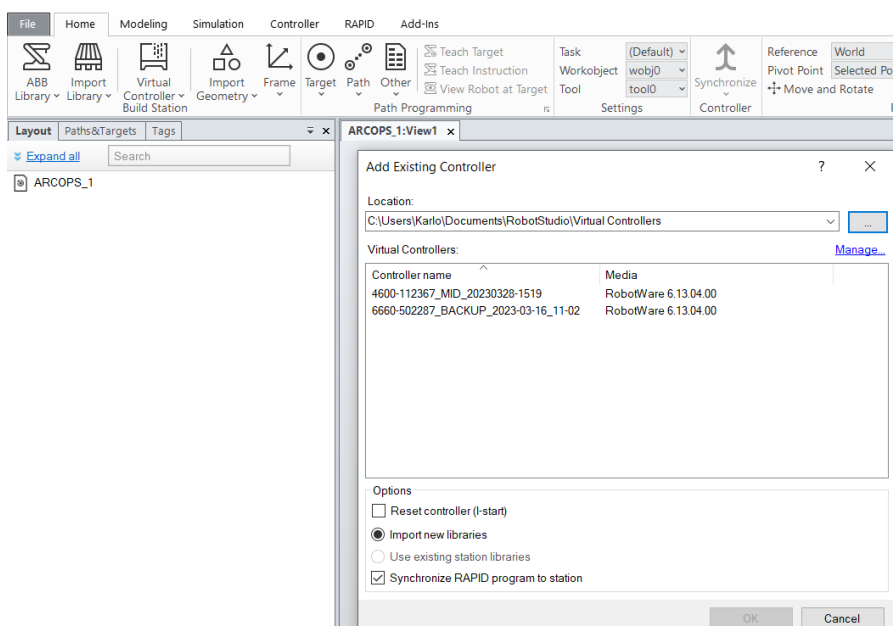 File Home Modeling Simulation Controller RAPID Add-Ins
ABB Library
Import Library
Virtual Controller
Build Station
Import Geometry
Frame
Target
Path
Other
Teach Target
Teach Instruction
View Robot at Target
Path Programming
Task (Default)
Workobject wobj0
Tool tool0
Settings
Synchronize
Controller
Reference World
Pivot Point Selected Po
Move and Rotate
Layout Paths&Targets Tags
ARCOPS_1:View1
Expand all Search
ARCOPS_1
Add Existing Controller ?
Location:
C:\Users\Karlo\Documents\RobotStudio\Virtual Controllers ...
Virtual Controllers: Manage...
Controller name Media
4600-112367_MID_20230328-1519 RobotWare 6.13.04.00
6660-502287_BACKUP_2023-03-16_11-02 RobotWare 6.13.04.00
Options
Reset controller (I-start)
Import new libraries
Use existing station libraries
Synchronize RAPID program to station
OK Cancel